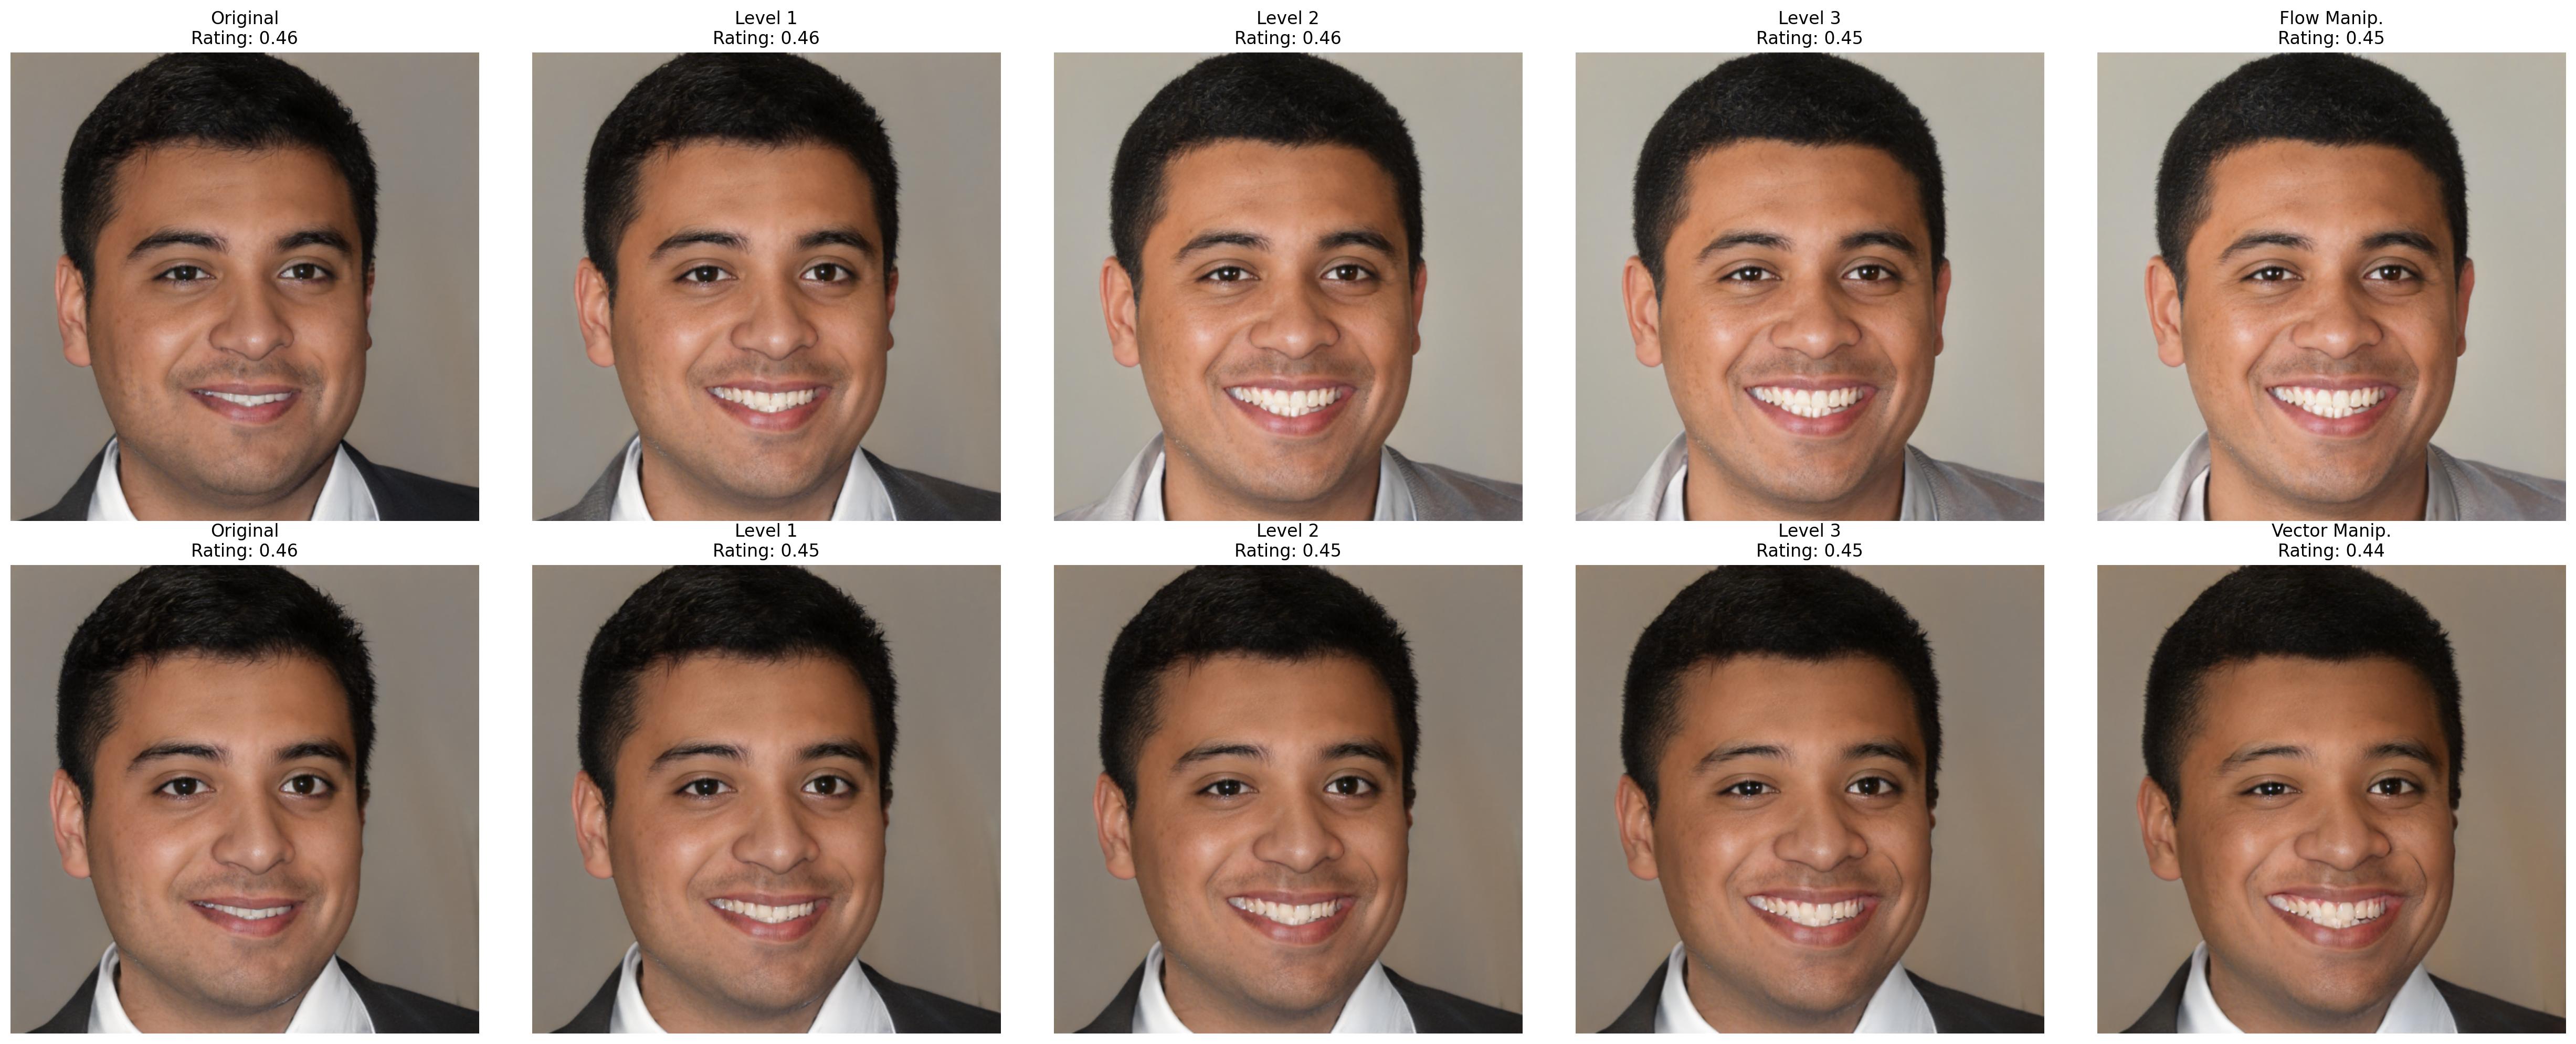 Original
Rating: 0.46
Level 1
Rating: 0.46
Level 2
Rating: 0.46
Level 3
Rating: 0.45
Flow Manip.
Rating: 0.45
Original
Rating: 0.46
Level 1
Rating: 0.45
Level 2
Rating: 0.45
Level 3
Rating: 0.45
Vector Manip.
Rating: 0.44